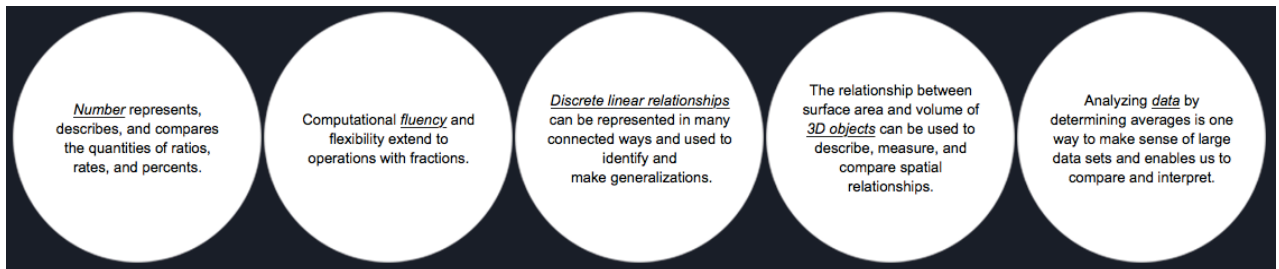 Number represents,
describes, and compares
the quantities of ratios,
rates, and percents.
Computational fluency and
flexibility extend to
operations with fractions.
Discrete linear relationships
can be represented in many
connected ways and used to
identify and
make generalizations.
The relationship between
surface area and volume of
3D objects can be used to
describe, measure, and
compare spatial
relationships.
Analyzing data by
determining averages is one
way to make sense of large
data sets and enables us to
compare and interpret.